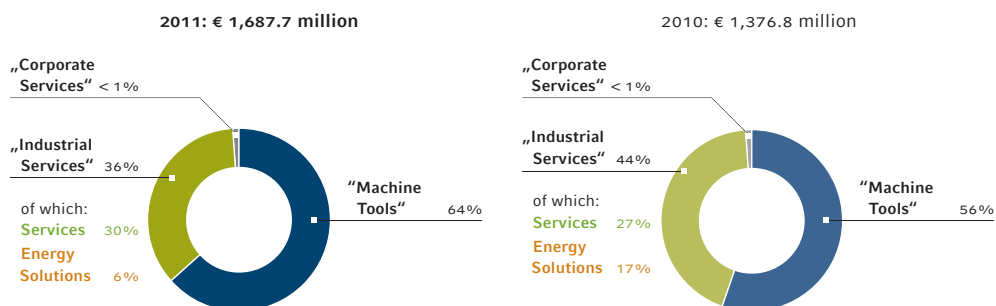 2011: € 1,687.7 million
„Corporate
Services“ < 1%
„Industrial
Services“ 36%
of which:
Services 30%
Energy
Solutions 6%
“Machine
Tools“ 64%
2010: € 1,376.8 million
„Corporate
Services“ < 1%
„Industrial
Services“ 44%
of which:
Services 27%
Energy
Solutions 17%
“Machine
Tools“ 56%